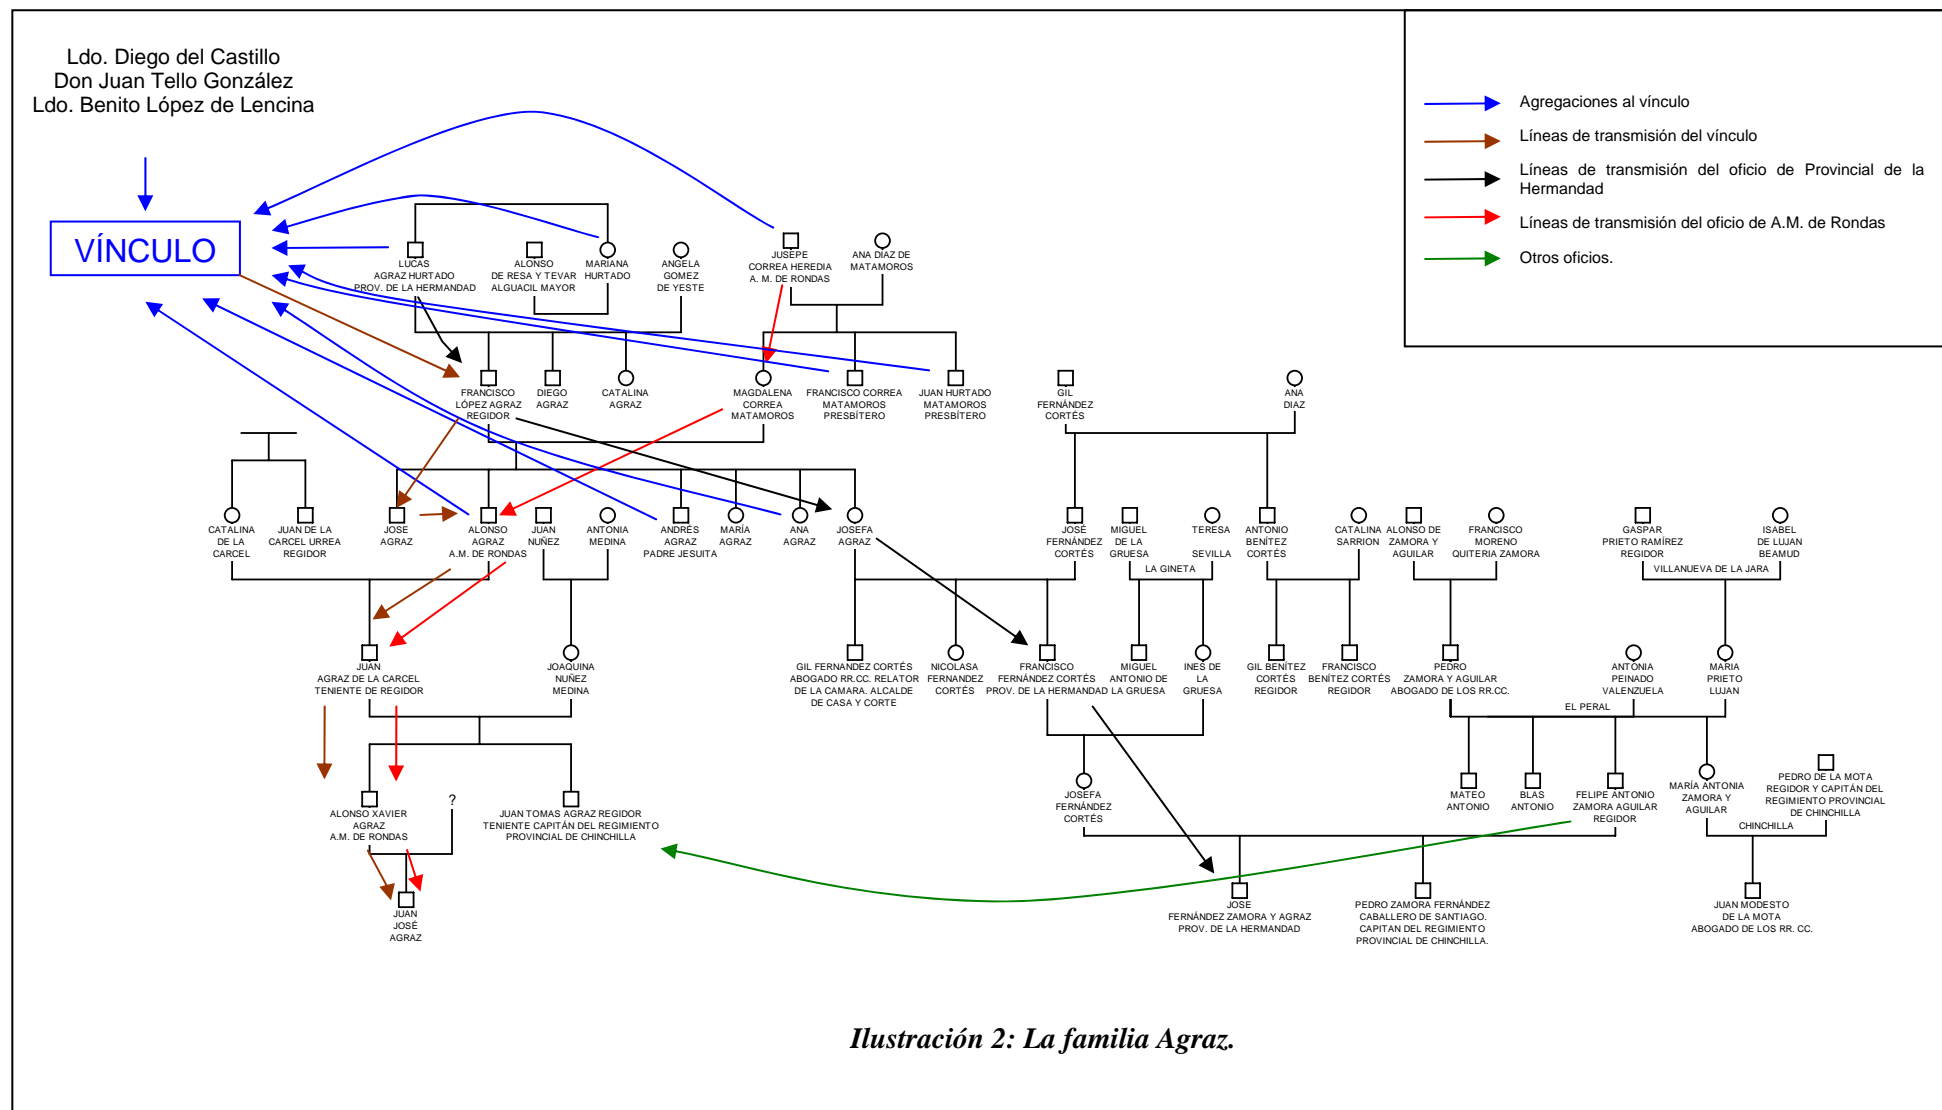 Ldo. Diego del Castillo
Don Juan Tello González
Ldo. Benito López de Lencina
Agregaciones al vínculo
Líneas de transmisión del vínculo
Líneas de transmisión del oficio de Provincial de la
Hermandad
Líneas de transmisión del oficio de A.M. de Rondas
Otros oficios.
VÍNCULO
LUCAS
AGRAZ HURTADO
PROV. DE LA HERMANDAD
ALONSO
DE RESA Y TEVAR
ALGUACIL MAYOR
MARIANA
HURTADO
ANGELA
GOMEZ
DE YESTE
JUSEPE
CORREA HEREDIA
A. M. DE RONDAS
ANA DIAZ DE
MATAMOROS
FRANCISCO
LÓPEZ AGRAZ
REGIDOR
DIEGO
AGRAZ
CATALINA
AGRAZ
MAGDALENA
CORREA
MATAMOROS
FRANCISCO CORREA
MATAMOROS
PRESBÍTERO
JUAN HURTADO
MATAMOROS
PRESBÍTERO
GIL
FERNÁNDEZ
CORTÉS
ANA
DIAZ
CATALINA
DE LA
CARCEL
JUAN DE LA
CARCEL URREA
REGIDOR
JOSE
AGRAZ
ALONSO
AGRAZ
A.M. DE RONDAS
JUAN
NUÑEZ
ANTONIA
MEDINA
ANDRÉS
AGRAZ
PADRE JESUITA
MARÍA
AGRAZ
ANA
AGRAZ
JOSEFA
AGRAZ
JOSÉ
FERNÁNDEZ
CORTÉS
MIGUEL
DE LA
GRUESA
TERESA
SEVILLA
LA GINETA
ANTONIO
BENÍTEZ
CORTÉS
CATALINA
SARRION
ALONSO DE
ZAMORA Y
AGUILAR
FRANCISCO
MORENO
QUITERIA ZAMORA
GASPAR
PRIETO RAMÍREZ
REGIDOR
ISABEL
DE LUJAN
BEAMUD
VILLANUEVA DE LA JARA
JUAN
AGRAZ DE LA CARCEL
TENIENTE DE REGIDOR
JOAQUINA
NUÑEZ
MEDINA
GIL FERNANDEZ CORTÉS
ABOGADO RR.CC. RELATOR
DE LA CAMARA. ALCALDE
DE CASA Y CORTE
NICOLASA
FERNANDEZ
CORTÉS
FRANCISCO
FERNÁNDEZ CORTÉS
PROV. DE LA HERMANDAD
MIGUEL
ANTONIO DE
LA GRUESA
INES DE
LA
GRUESA
GIL BENÍTEZ
CORTÉS
REGIDOR
FRANCISCO
BENÍTEZ CORTÉS
REGIDOR
PEDRO
ZAMORA Y AGUILAR
ABOGADO DE LOS RR.CC.
ANTONIA
PEINADO
VALENZUELA
MARIA
PRIETO
LUJAN
EL PERAL
ALONSO XAVIER
AGRAZ
A.M. DE RONDAS
?
JUAN TOMAS AGRAZ REGIDOR
TENIENTE CAPITÁN DEL REGIMIENTO
PROVINCIAL DE CHINCHILLA
JOSEFA
FERNÁNDEZ
CORTÉS
MATEO
ANTONIO
BLAS
ANTONIO
FELIPE ANTONIO
ZAMORA AGUILAR
REGIDOR
MARÍA ANTONIA
ZAMORA Y
AGUILAR
PEDRO DE LA MOTA
REGIDOR Y CAPITÁN DEL
REGIMIENTO PROVINCIAL
DE CHINCHILLA
CHINCHILLA
JUAN
JOSÉ
AGRAZ
JOSE
FERNÁNDEZ ZAMORA Y AGRAZ
PROV. DE LA HERMANDAD
PEDRO ZAMORA FERNÁNDEZ
CABALLERO DE SANTIAGO.
CAPITAN DEL REGIMIENTO
PROVINCIAL DE CHINCHILLA.
JUAN MODESTO
DE LA MOTA
ABOGADO DE LOS RR. CC.
Ilustración 2: La familia Agraz.